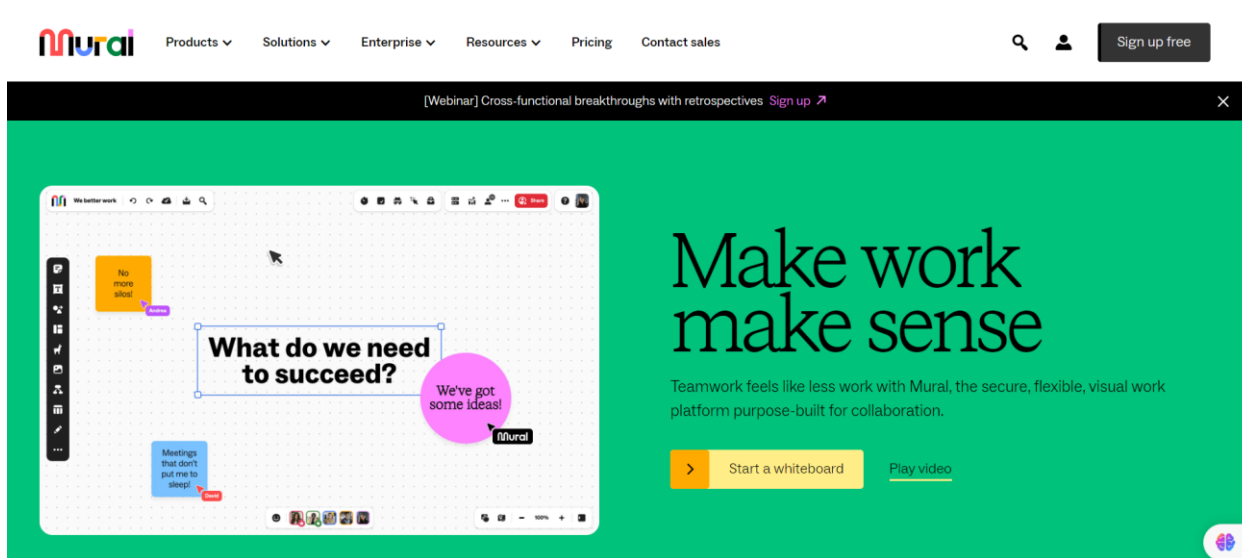 Mural Products Solutions Enterprise Resources Pricing Contact sales Sign up free
[Webinar] Cross-functional breakthroughs with retrospectives Sign up
We better work
Share
No
more
silos!
Andrea
What do we need
to succeed?
We've got
some ideas!
Mural
Meetings
that don't
put me to
sleep!
David
100%
Make work
make sense
Teamwork feels like less work with Mural, the secure, flexible, visual work
platform purpose-built for collaboration.
Start a whiteboard Play video